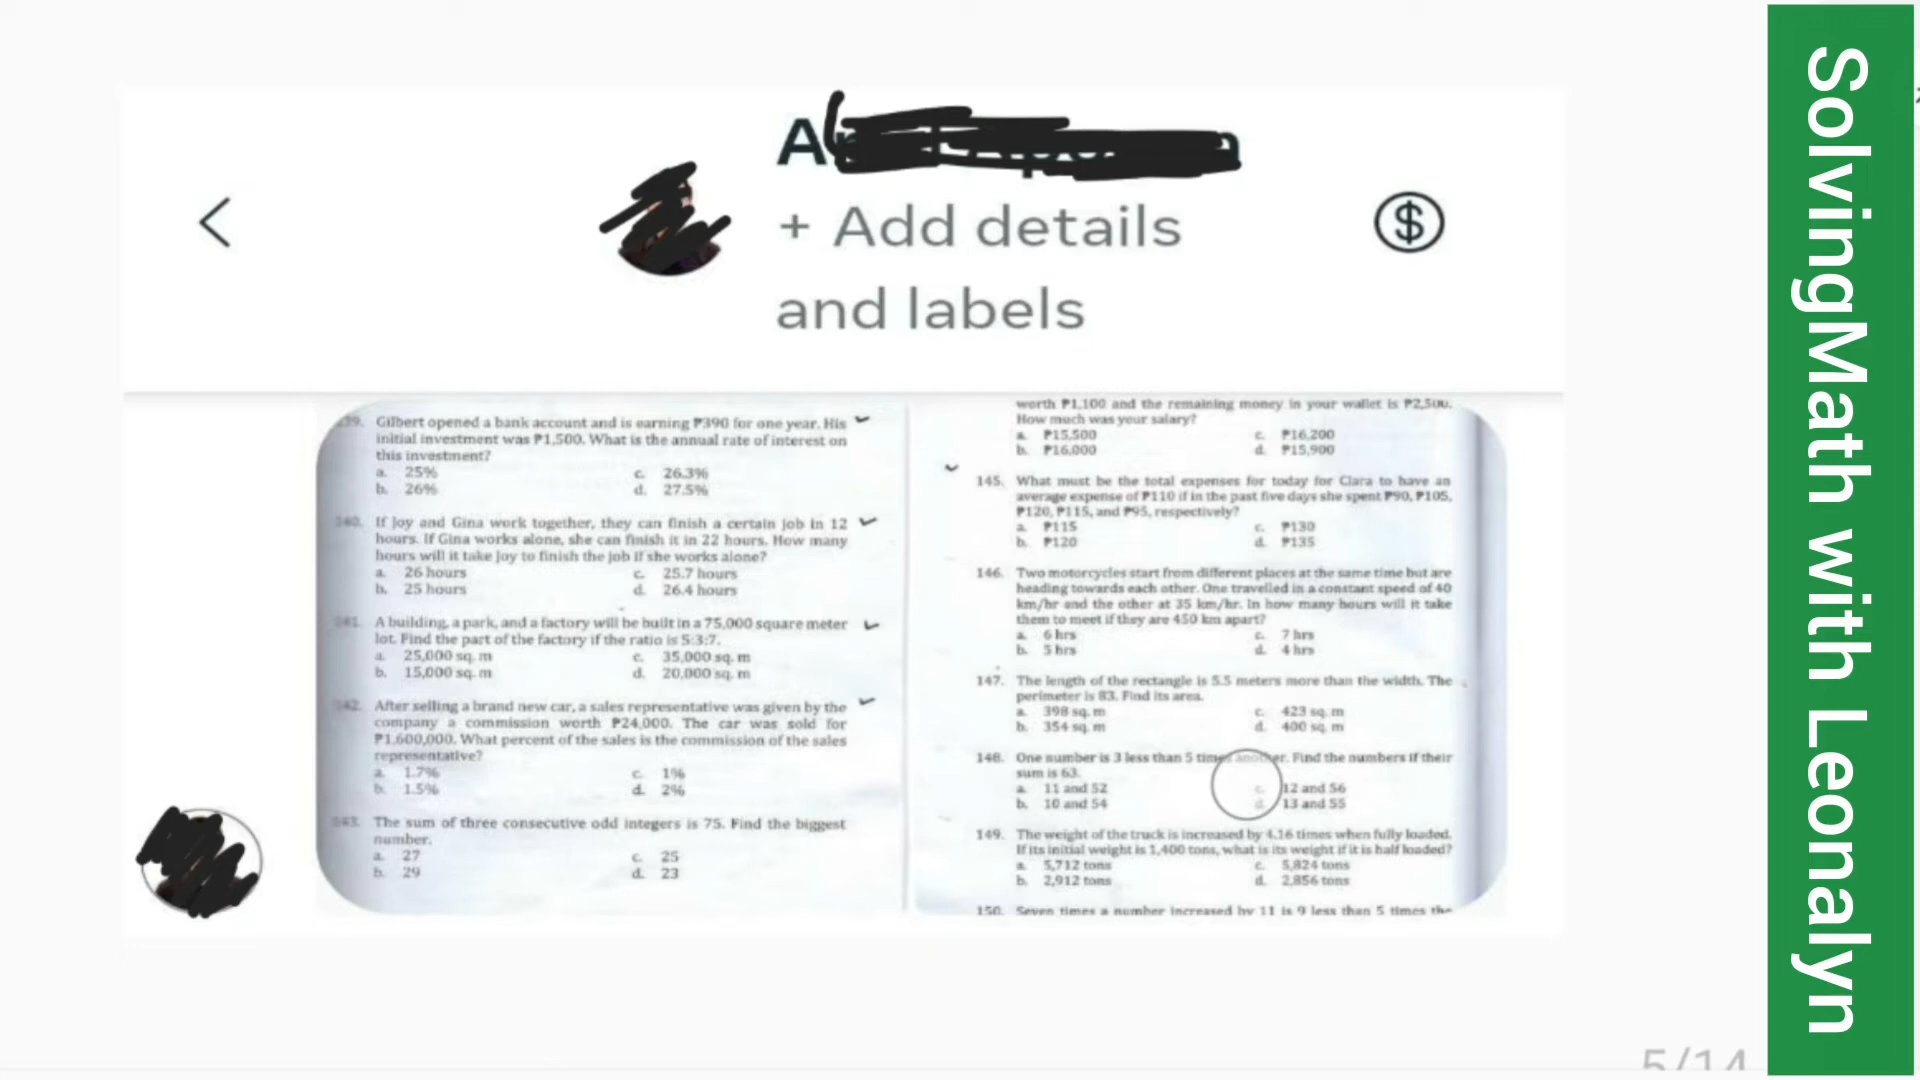 A
+ Add details
and labels
39. Gilbert opened a bank account and is earning ₱390 for one year. His
initial investment was ₱1,500. What is the annual rate of interest on
this investment?
a. 25% c. 26.3%
b. 26% d. 27.5%
If Joy and Gina work together, they can finish a certain job in 12
hours. If Gina works alone, she can finish it in 22 hours. How many
hours will it take Joy to finish the job if she works alone?
a. 26 hours c. 25.7 hours
b. 25 hours d. 26.4 hours
A building, a park, and a factory will be built in a 75,000 square meter
lot. Find the part of the factory if the ratio is 5:3:7.
a. 25,000 sq. m c. 35,000 sq. m
b. 15,000 sq. m d. 20,000 sq. m
After selling a brand new car, a sales representative was given by the
company a commission worth ₱24,000. The car was sold for
₱1,600,000. What percent of the sales is the commission of the sales
representative?
a. 1.7% c. 1%
b. 1.5% d. 2%
The sum of three consecutive odd integers is 75. Find the biggest
number.
a. 27 c. 25
b. 29 d. 23
worth ₱1,100 and the remaining money in your wallet is ₱2,500.
How much was your salary?
a. ₱15,500 c. ₱16,200
b. ₱16,000 d. ₱15,900
145. What must be the total expenses for today for Clara to have an
average expense of ₱110 if in the past five days she spent ₱90, ₱105,
₱120, ₱115, and ₱95, respectively?
a. ₱115 c. ₱130
b. ₱120 d. ₱135
146. Two motorcycles start from different places at the same time but are
heading towards each other. One travelled in a constant speed of 40
km/hr and the other at 35 km/hr. In how many hours will it take
them to meet if they are 450 km apart?
a. 6 hrs c. 7 hrs
b. 5 hrs d. 4 hrs
147. The length of the rectangle is 5.5 meters more than the width. The
perimeter is 83. Find its area.
a. 398 sq. m c. 423 sq. m
b. 354 sq. m d. 400 sq. m
148. One number is 3 less than 5 times another. Find the numbers if their
sum is 63.
a. 11 and 52 c. 12 and 56
b. 10 and 54 d. 13 and 55
149. The weight of the truck is increased by 4.16 times when fully loaded.
If its initial weight is 1,400 tons, what is its weight if it is half loaded?
a. 5,712 tons c. 5,824 tons
b. 2,912 tons d. 2,856 tons
150. Seven times a number increased by 11 is 9 less than 5 times the
5/14
SolvingMath with Leonalyn